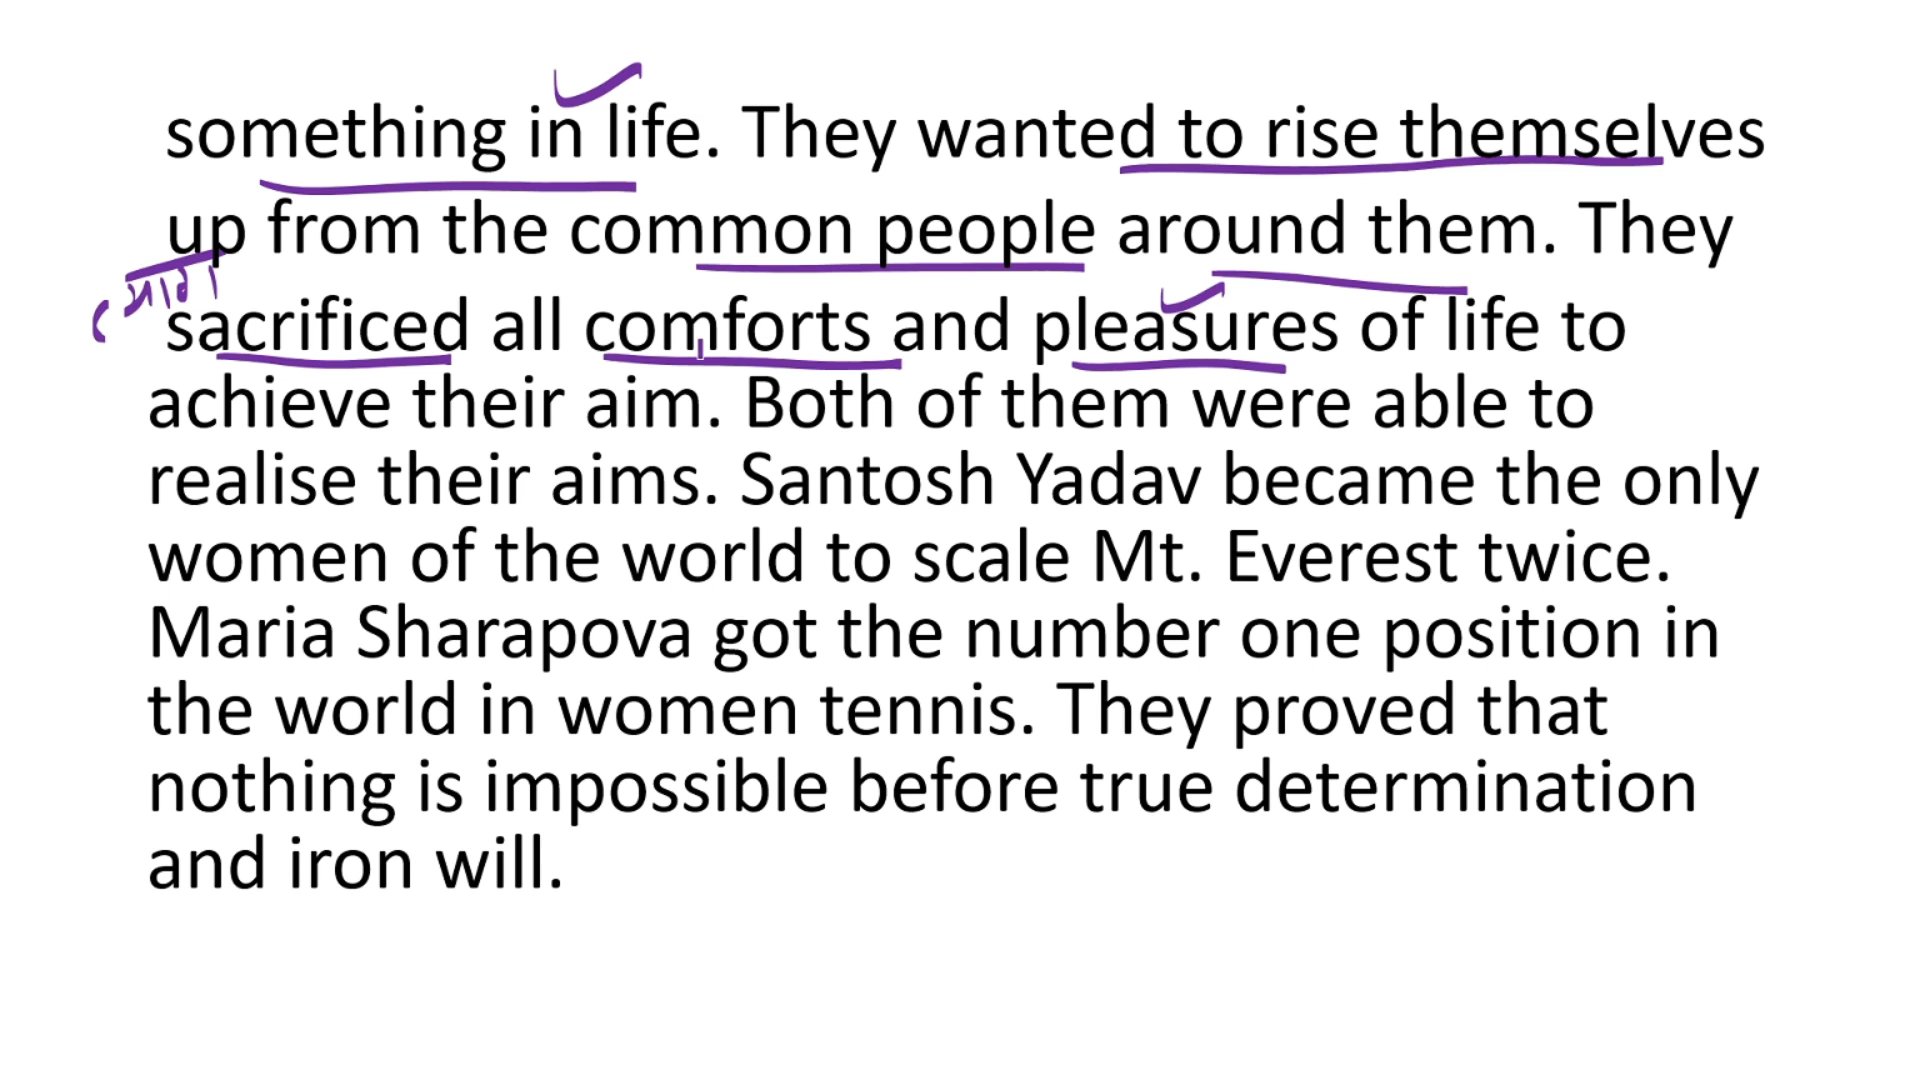 something in life. They wanted to rise themselves
up from the common people around them. They
sacrificed all comforts and pleasures of life to
achieve their aim. Both of them were able to
realise their aims. Santosh Yadav became the only
women of the world to scale Mt. Everest twice.
Maria Sharapova got the number one position in
the world in women tennis. They proved that
nothing is impossible before true determination
and iron will.